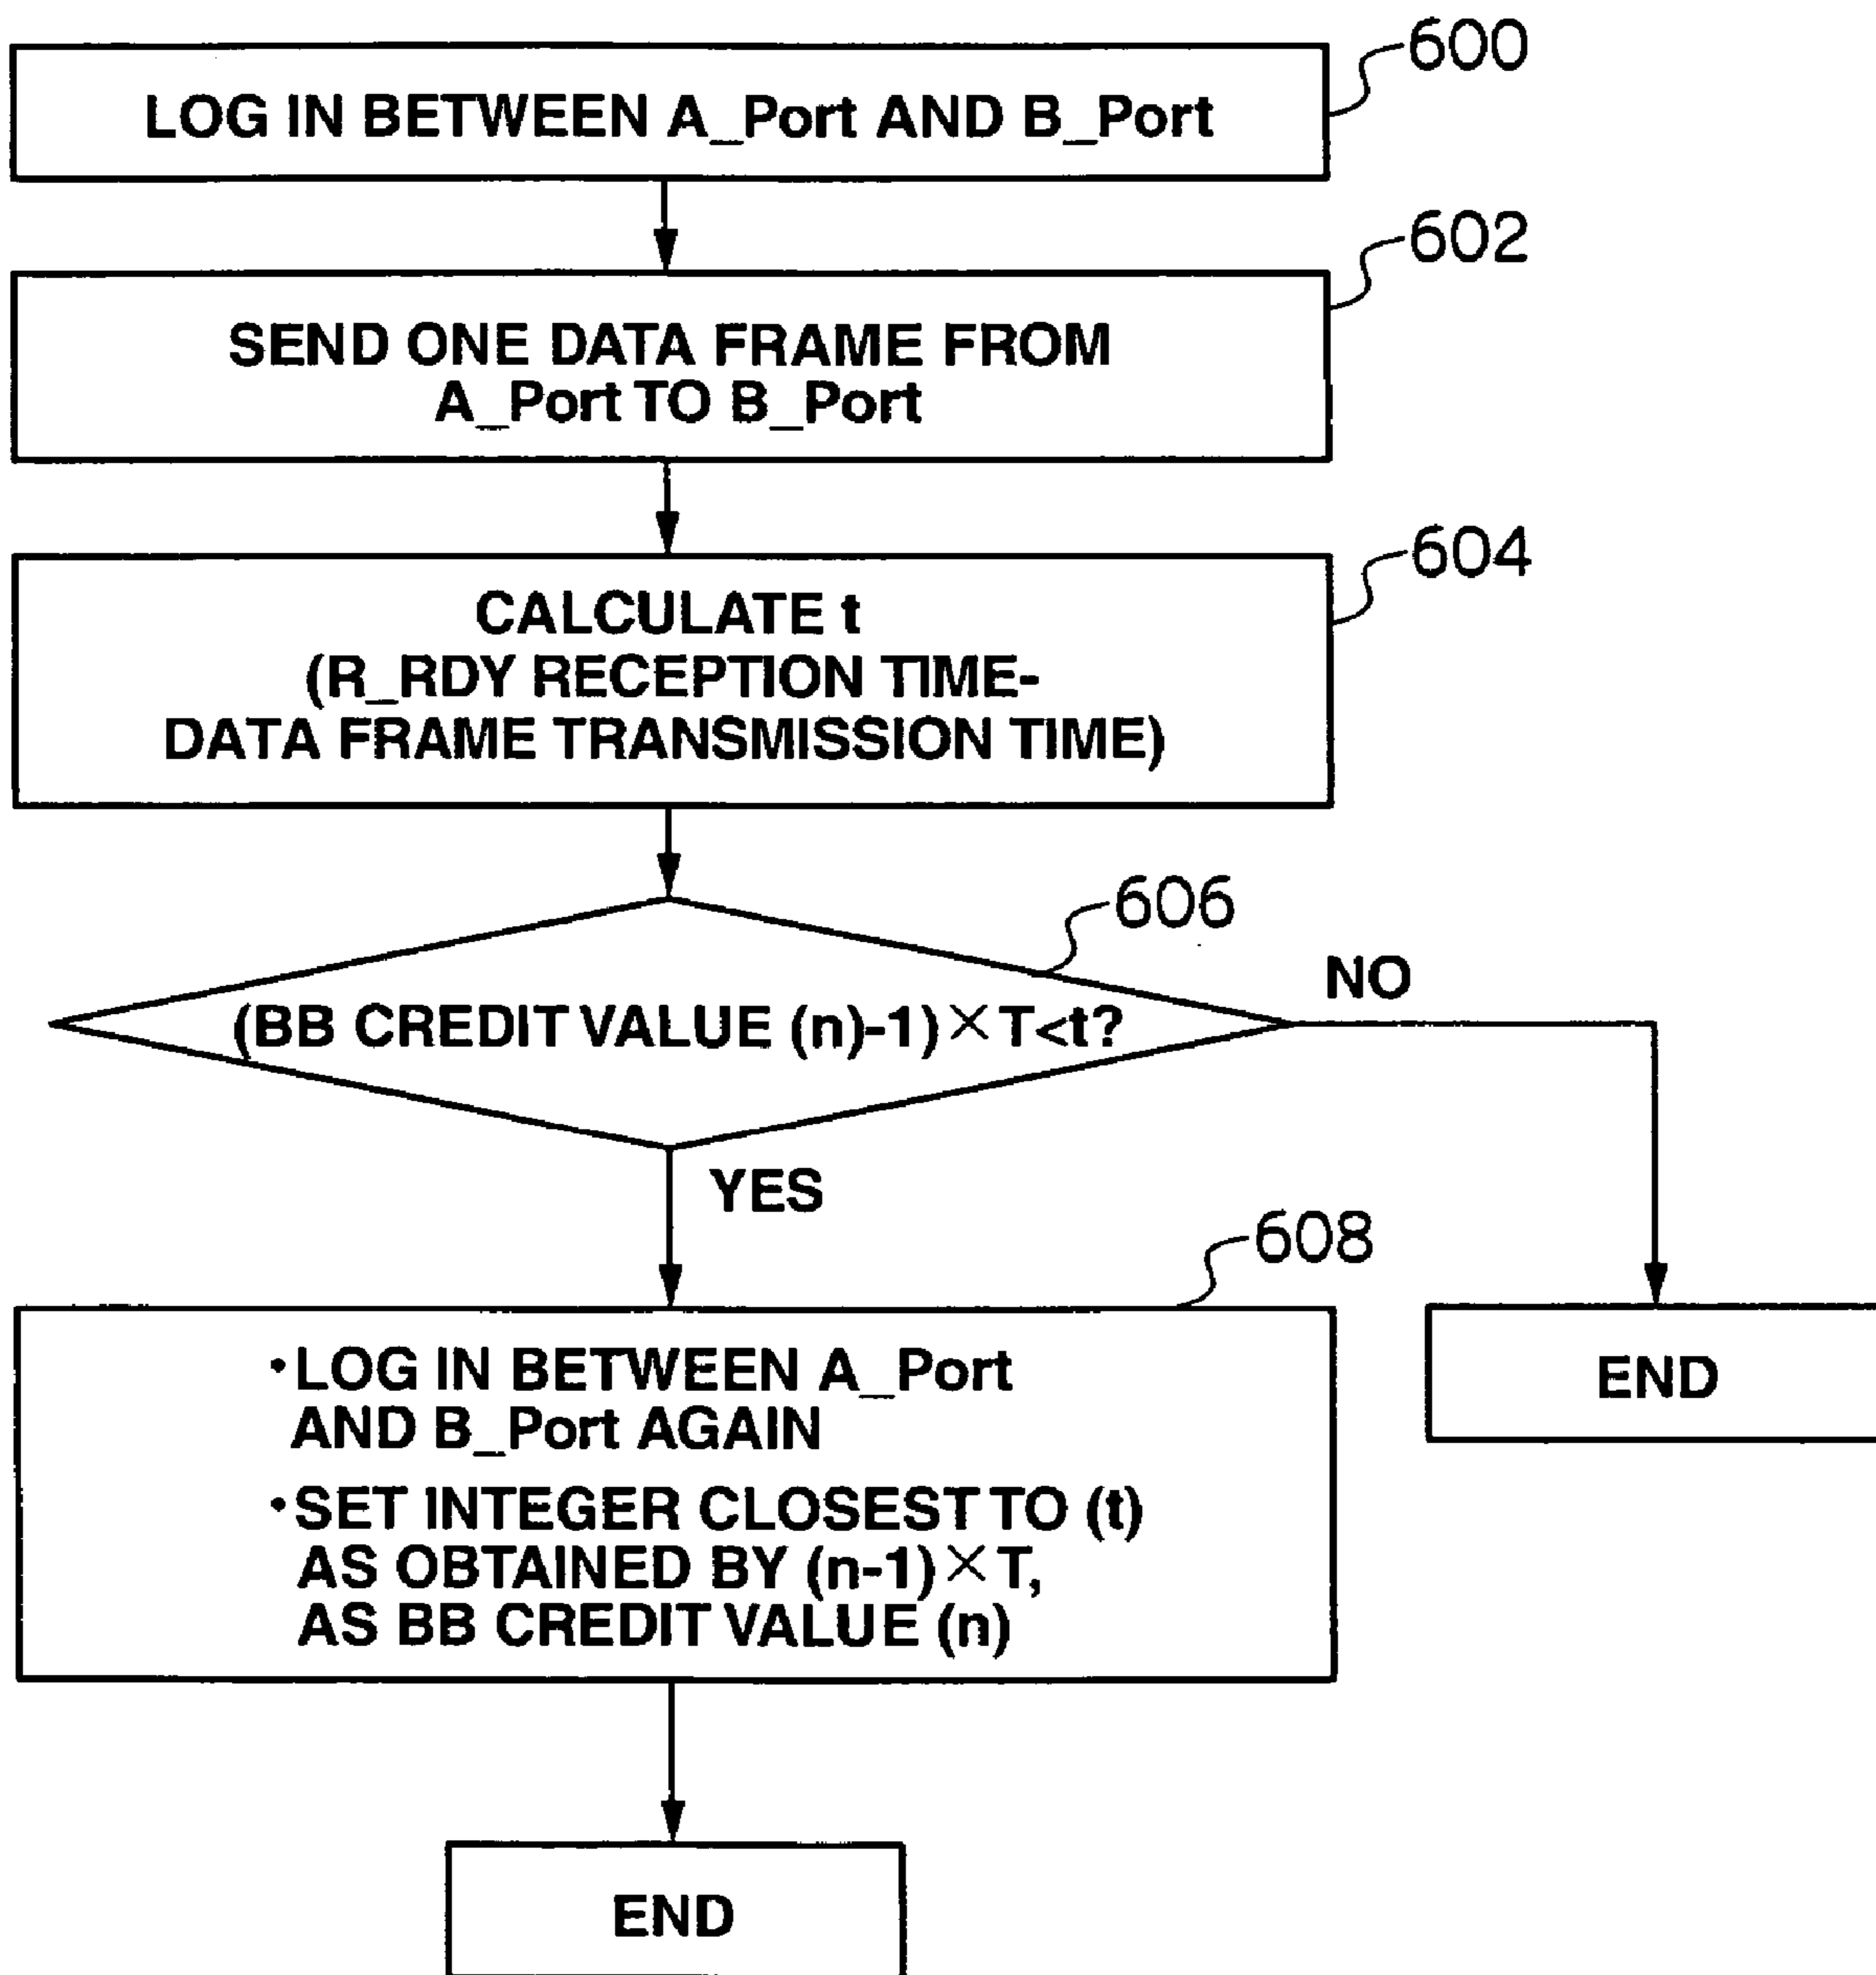 600
LOG IN BETWEEN A_Port AND B_Port
602
SEND ONE DATA FRAME FROM
A_Port TO B_Port
604
CALCULATE t
(R_RDY RECEPTION TIME-
DATA FRAME TRANSMISSION TIME)
606
(BB CREDIT VALUE (n)-1)×T<t?
NO
YES
608
・LOG IN BETWEEN A_Port
AND B_Port AGAIN
・SET INTEGER CLOSEST TO (t)
AS OBTAINED BY (n-1)×T,
AS BB CREDIT VALUE (n)
END
END